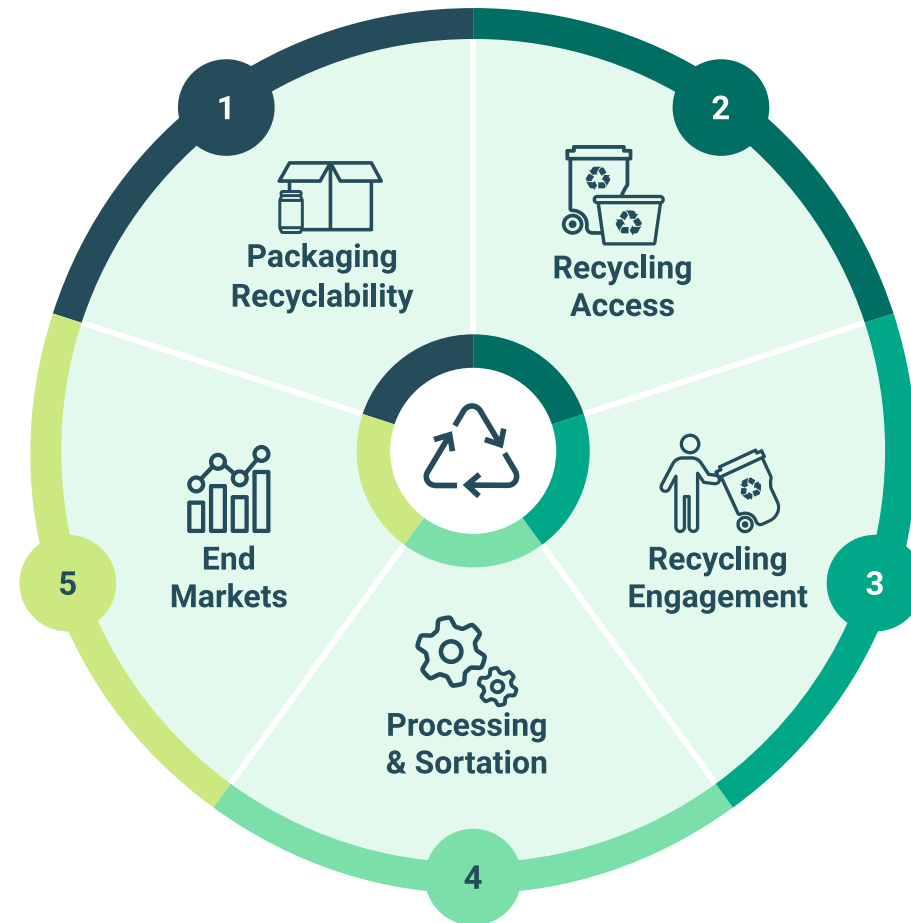 1
Packaging
Recyclability
2
Recycling
Access
3
Recycling
Engagement
4
Processing
& Sortation
5
End
Markets